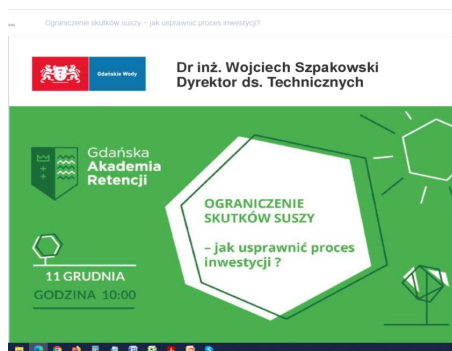 Ograniczenie skutków suszy – jak usprawnić proces inwestycji?
Gdańskie Wody
Dr inż. Wojciech Szpakowski
Dyrektor ds. Technicznych
Gdańska
Akademia
Retencji
OGRANICZENIE
SKUTKÓW SUSZY
– jak usprawnić proces
inwestycji ?
11 GRUDNIA
GODZINA 10:00